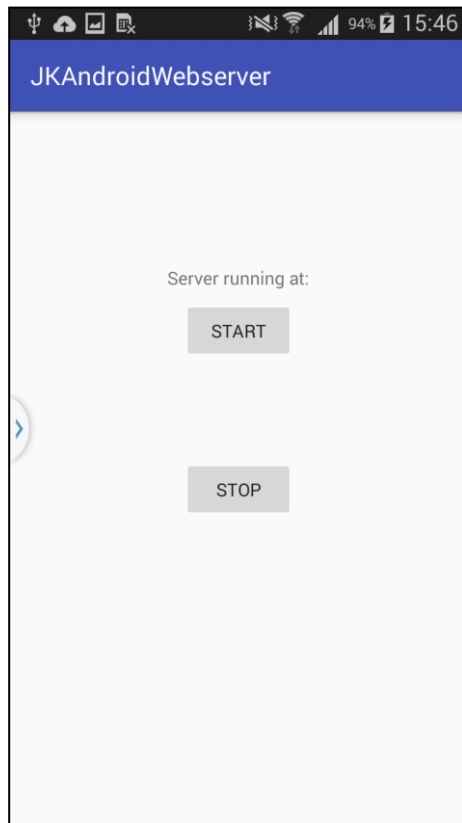 94% 15:46
JKAndroidWebserver
Server running at:
START
STOP